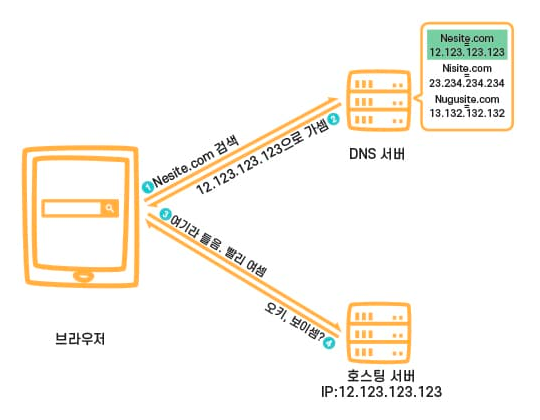 Nesite.com
=
12.123.123.123
Nisite.com
=
23.234.234.234
Nugusite.com
=
13.132.132.132
DNS 서버
1 Nesite.com 검색
12.123.123.123으로 가셈 2
3 여기라 들음. 빨리 여셈
오키, 보이셈? 4
브라우저
호스팅 서버
IP:12.123.123.123